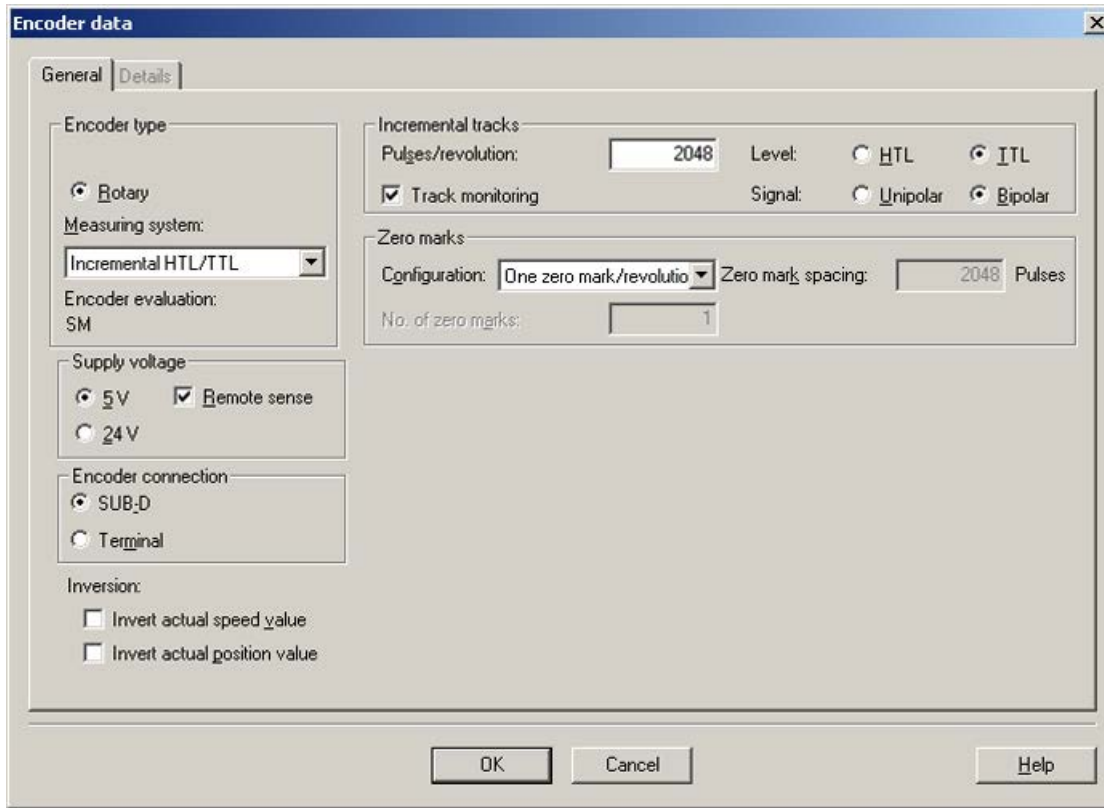 Encoder data
General
Details
Encoder type
Rotary
Measuring system:
Incremental HTL/TTL
Encoder evaluation:
SM
Supply voltage
5 V
Remote sense
24 V
Encoder connection
SUB-D
Terminal
Inversion:
Invert actual speed value
Invert actual position value
Incremental tracks
Pulses/revolution: 2048 Level: HTL TTL
Track monitoring Signal: Unipolar Bipolar
Zero marks
Configuration: One zero mark/revolutio Zero mark spacing: 2048 Pulses
No. of zero marks: 1
OK Cancel Help